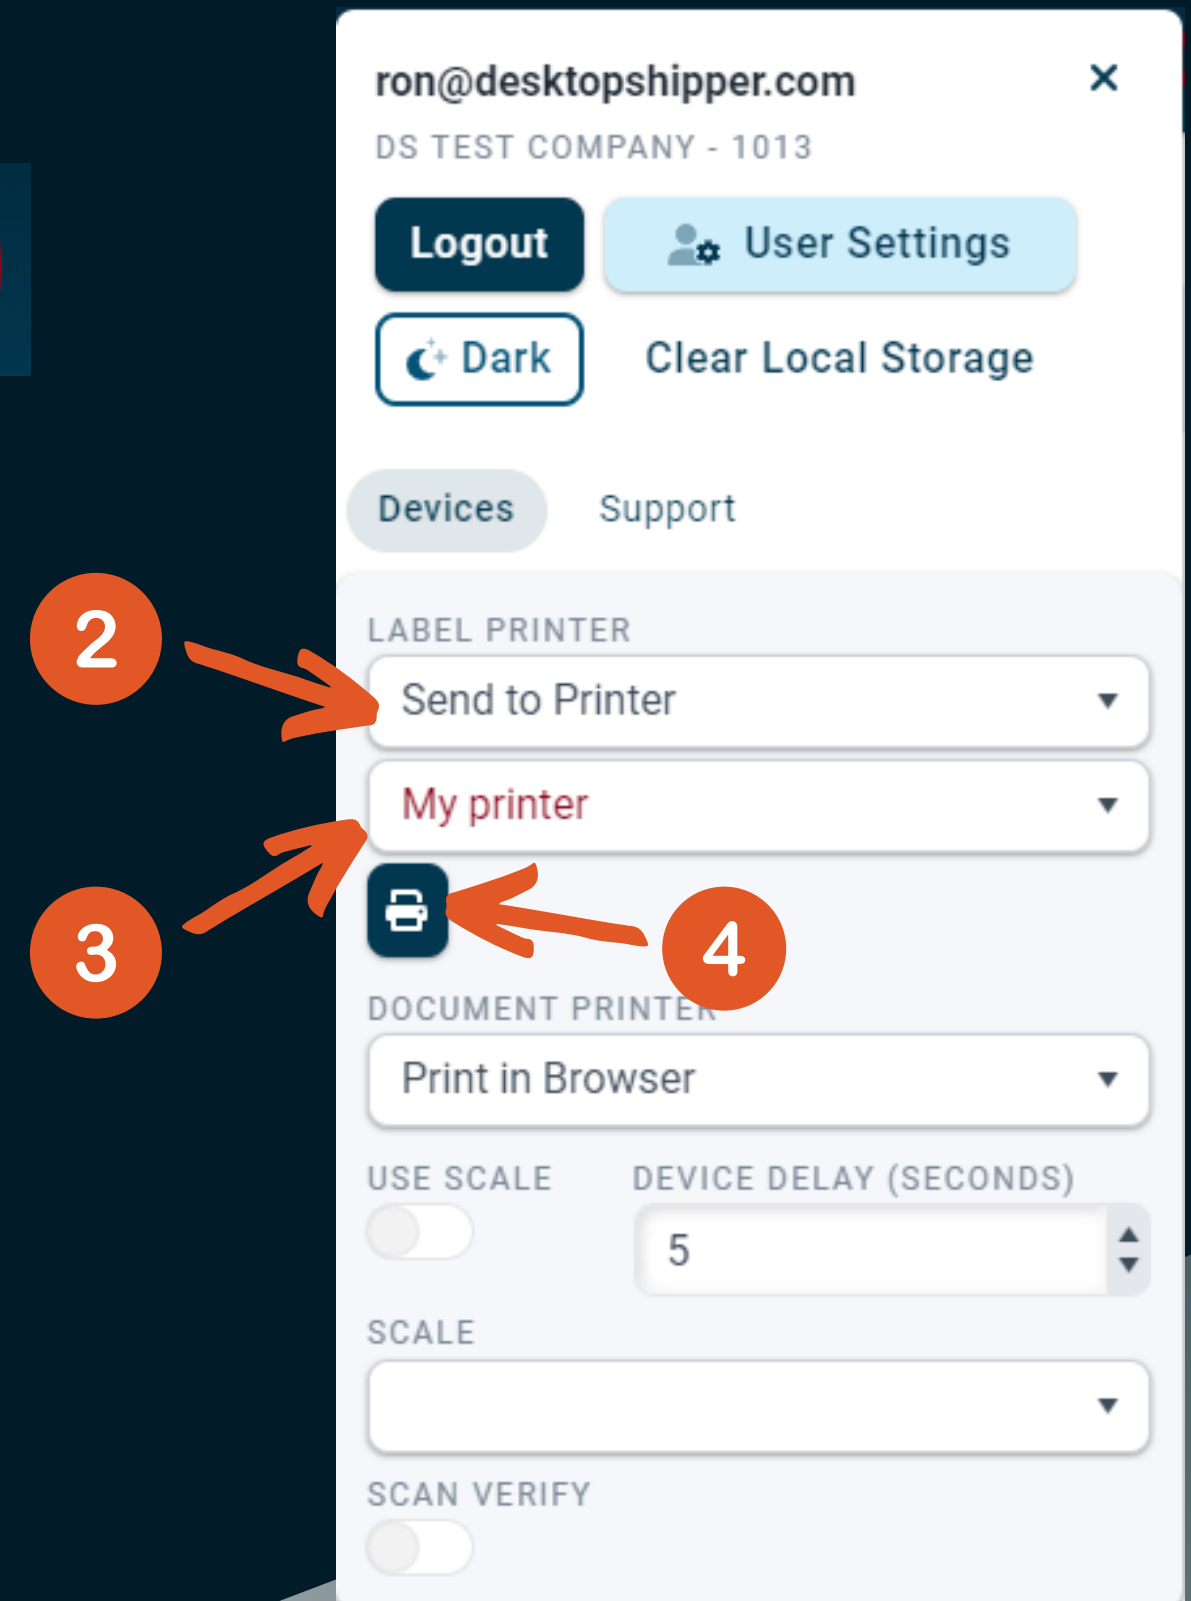 ron@desktopshipper.com
DS TEST COMPANY - 1013
Logout
User Settings
Dark
Clear Local Storage
Devices
Support
2
LABEL PRINTER
Send to Printer
My printer
3
4
DOCUMENT PRINTER
Print in Browser
USE SCALE
DEVICE DELAY (SECONDS)
5
SCALE
SCAN VERIFY